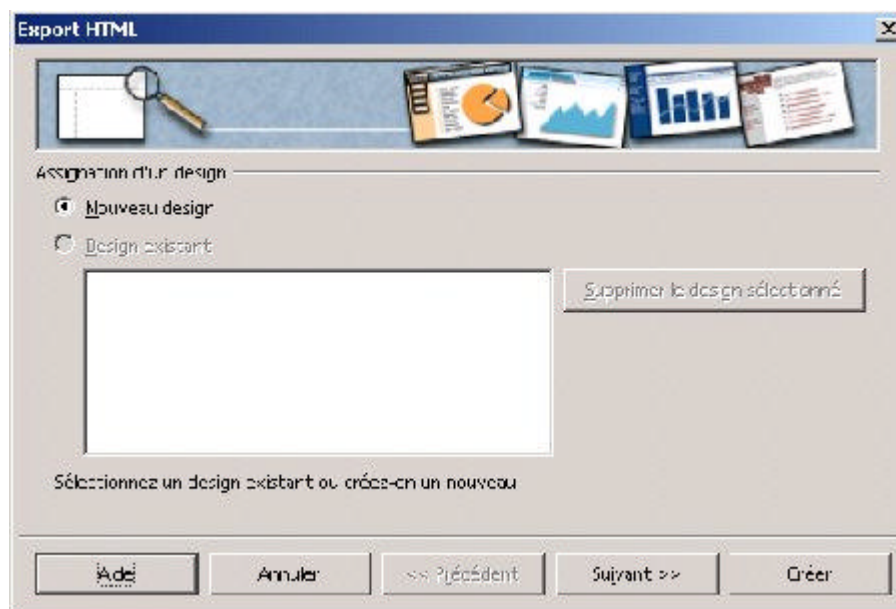 Export HTML
Assignation d'un design
Nouveau design
Design existant
Supprimer le design sélectionné
Sélectionnez un design existant ou créez-en un nouveau
Aide
Annuler
<< Précédent
Suivant >>
Créer